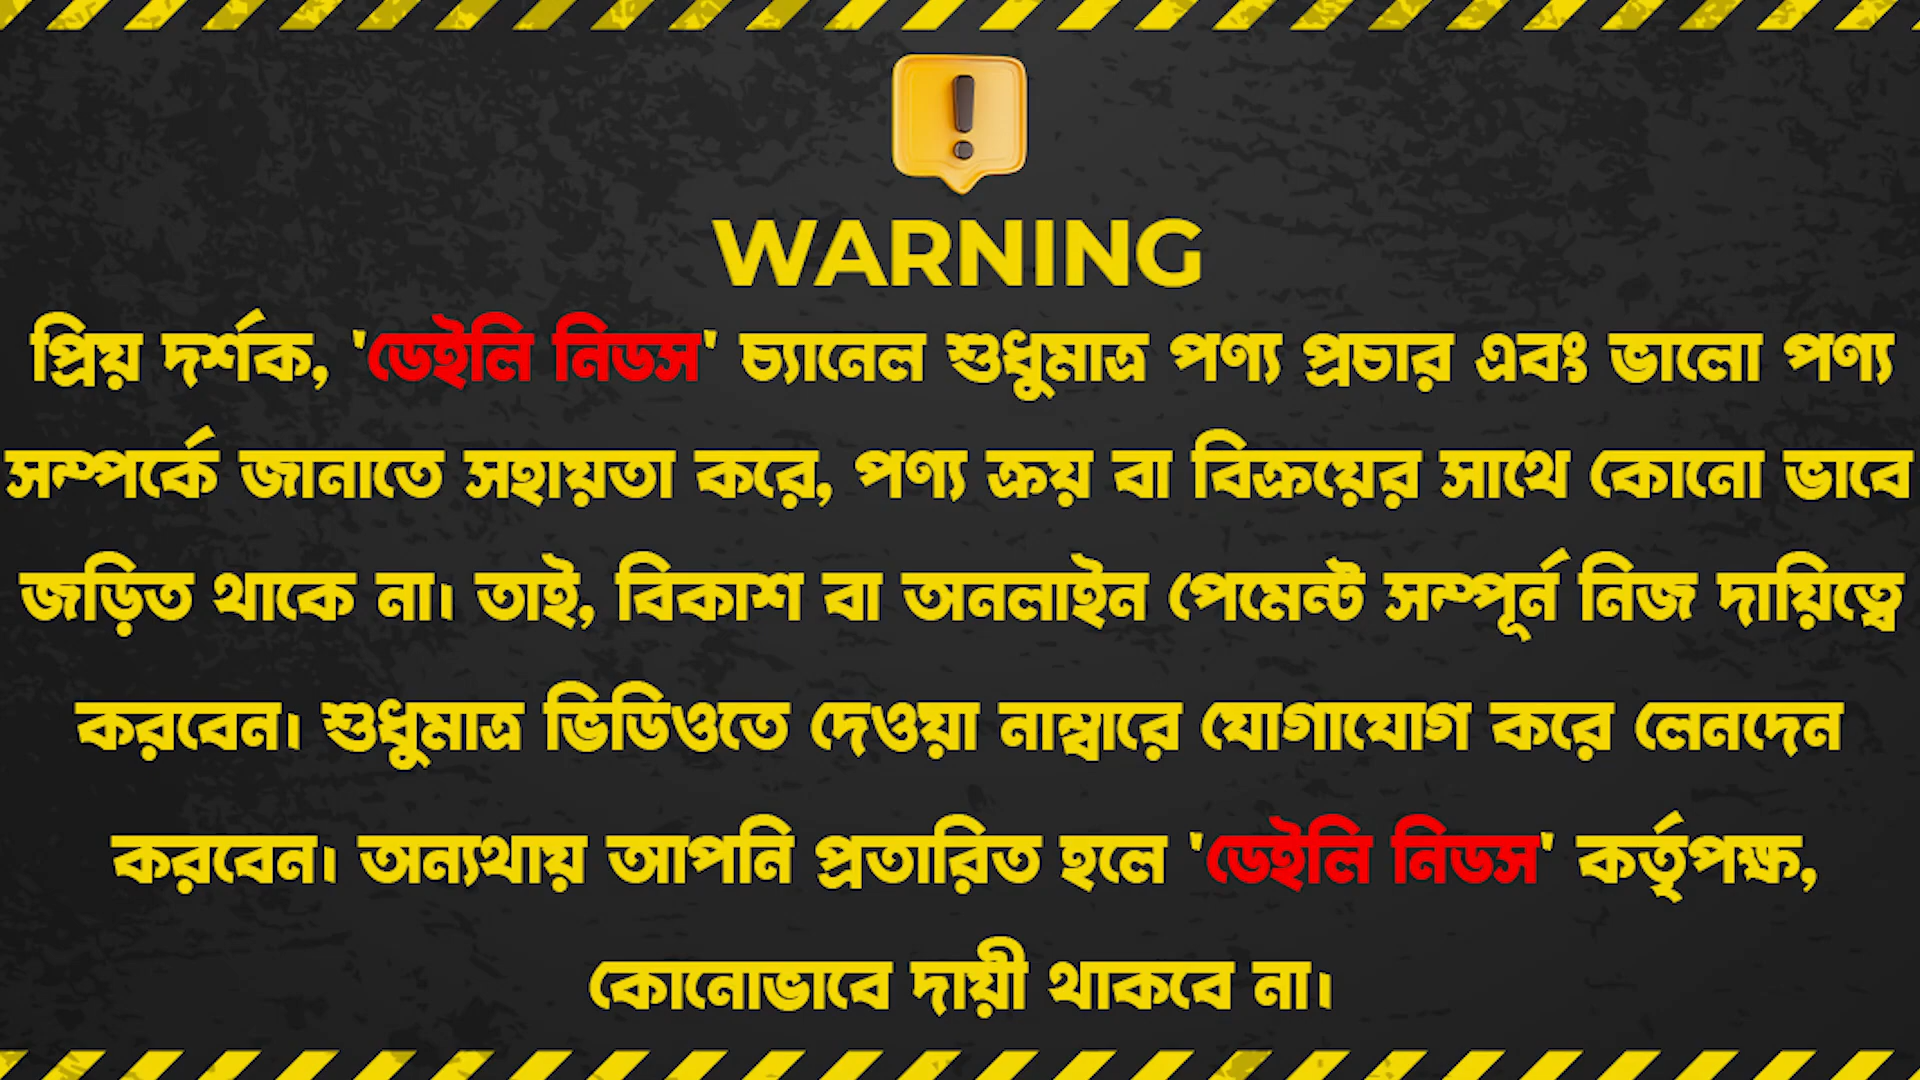 WARNING
প্রিয় দর্শক, 'ডেইলি নিডস' চ্যানেল শুধুমাত্র পণ্য প্রচার এবং ভালো পণ্য
সম্পর্কে জানাতে সহায়তা করে, পণ্য ক্রয় বা বিক্রয়ের সাথে কোনো ভাবে
জড়িত থাকে না। তাই, বিকাশ বা অনলাইন পেমেন্ট সম্পূর্ন নিজ দায়িত্বে
করবেন। শুধুমাত্র ভিডিওতে দেওয়া নাম্বারে যোগাযোগ করে লেনদেন
করবেন। অন্যথায় আপনি প্রতারিত হলে 'ডেইলি নিডস' কর্তৃপক্ষ,
কোনোভাবে দায়ী থাকবে না।